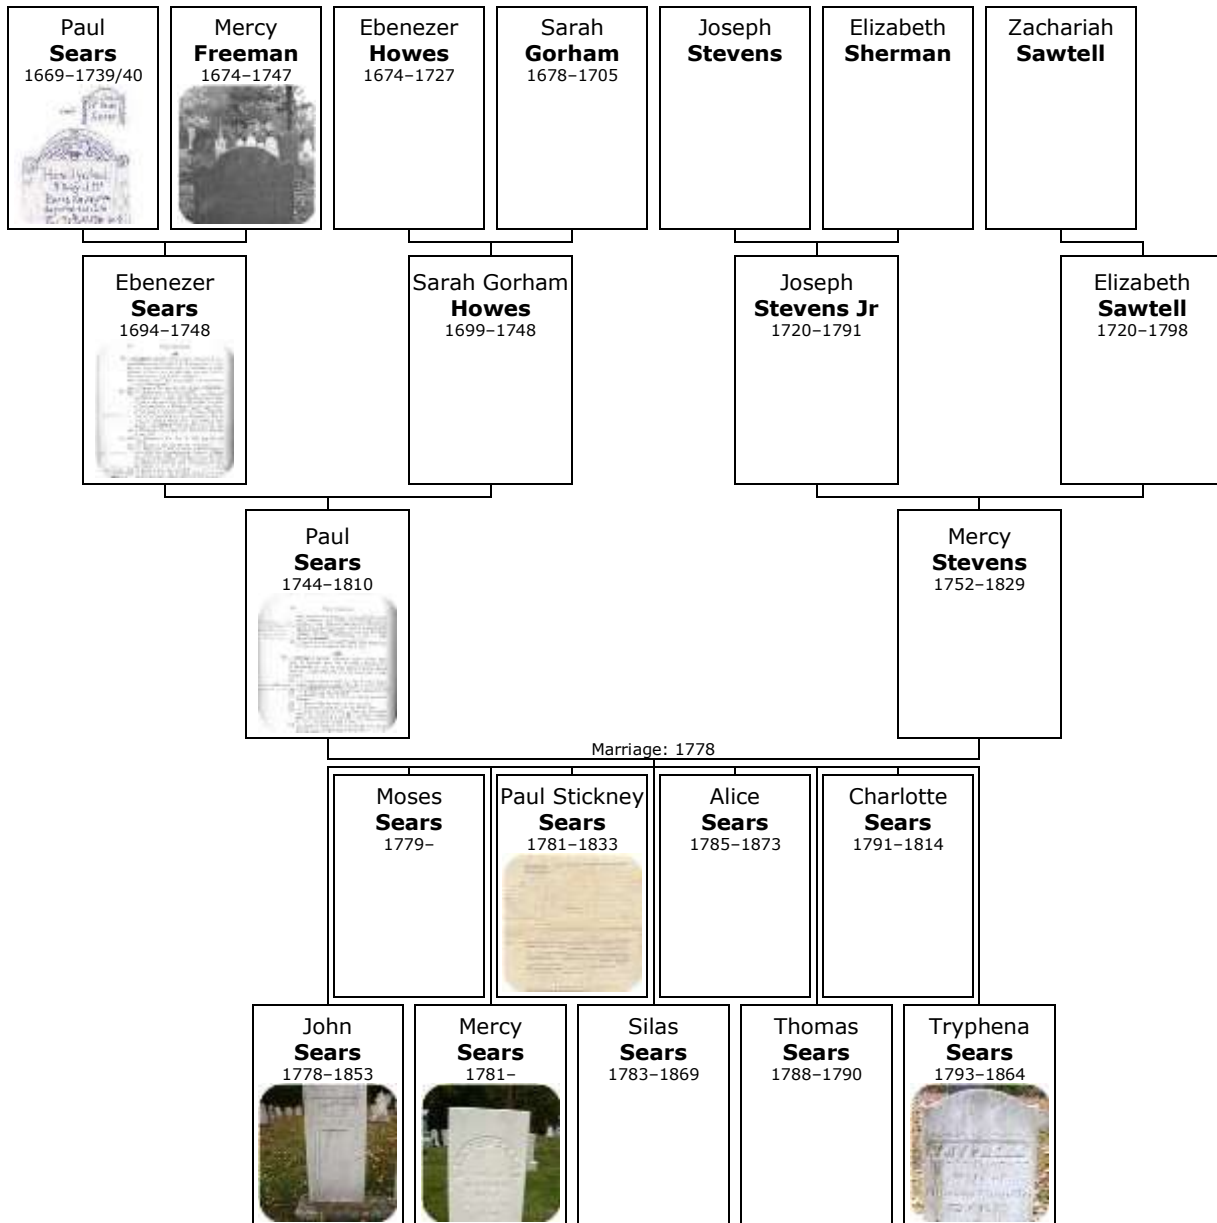 Paul
Sears
1669–1739/40
Mercy
Freeman
1674–1747
Ebenezer
Howes
1674–1727
Sarah
Gorham
1678–1705
Joseph
Stevens
Elizabeth
Sherman
Zachariah
Sawtell
Ebenezer
Sears
1694–1748
Sarah Gorham
Howes
1699–1748
Joseph
Stevens Jr
1720–1791
Elizabeth
Sawtell
1720–1798
Paul
Sears
1744–1810
Mercy
Stevens
1752–1829
Marriage: 1778
Moses
Sears
1779–
Paul Stickney
Sears
1781–1833
Alice
Sears
1785–1873
Charlotte
Sears
1791–1814
John
Sears
1778–1853
Mercy
Sears
1781–
Silas
Sears
1783–1869
Thomas
Sears
1788–1790
Tryphena
Sears
1793–1864